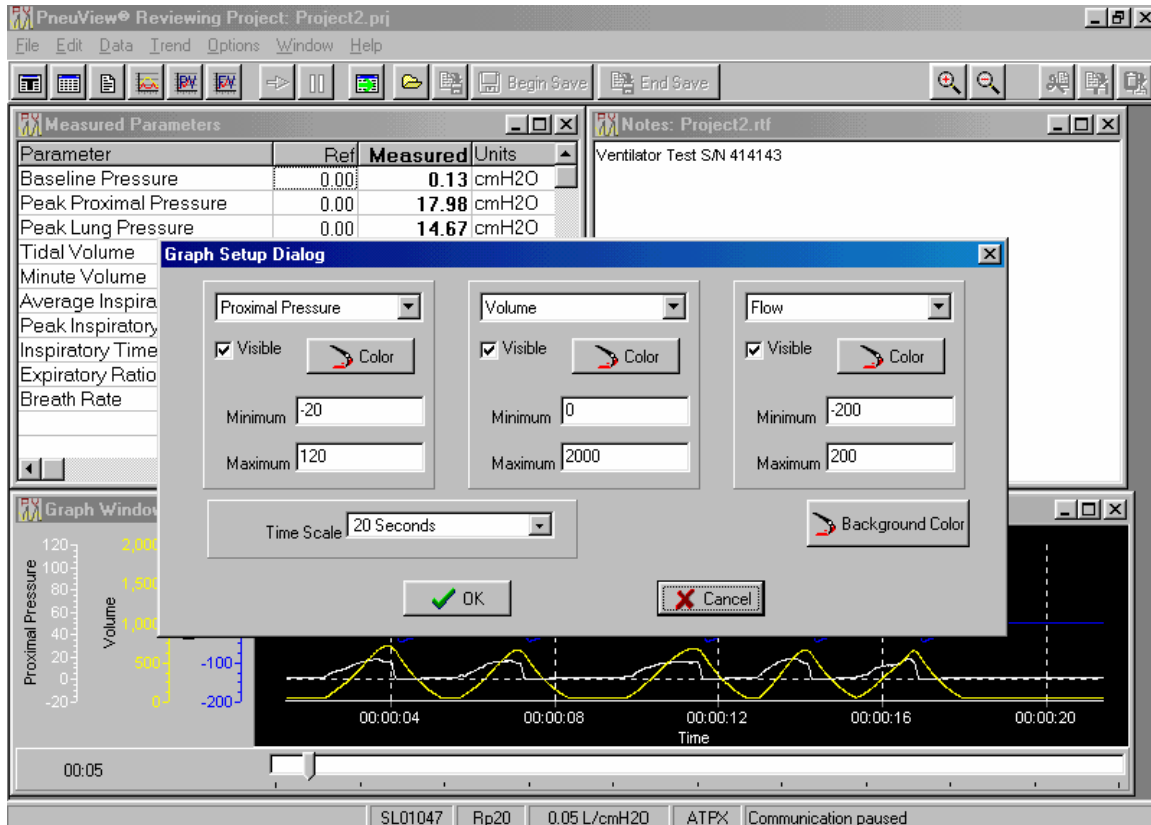 PneuView® Reviewing Project: Project2.prj
File Edit Data Trend Options Window Help
Begin Save End Save
Measured Parameters
Parameter Ref Measured Units
Baseline Pressure 0.00 0.13 cmH2O
Peak Proximal Pressure 0.00 17.98 cmH2O
Peak Lung Pressure 0.00 14.67 cmH2O
Tidal Volume
Minute Volume
Average Inspira
Peak Inspiratory
Inspiratory Time
Expiratory Ratio
Breath Rate
Notes: Project2.rtf
Ventilator Test S/N 414143
Graph Setup Dialog
Proximal Pressure
Visible Color
Minimum -20
Maximum 120
Volume
Visible Color
Minimum 0
Maximum 2000
Flow
Visible Color
Minimum -200
Maximum 200
Time Scale 20 Seconds
Background Color
OK Cancel
Graph Window
Proximal Pressure
120
100
80
60
40
20
0
-20
Volume
2,000
1,500
1,000
500
0
-100
-200
00:00:04 00:00:08 00:00:12 00:00:16 00:00:20
Time
00:05
SL01047 Rp20 0.05 L/cmH2O ATPX Communication paused